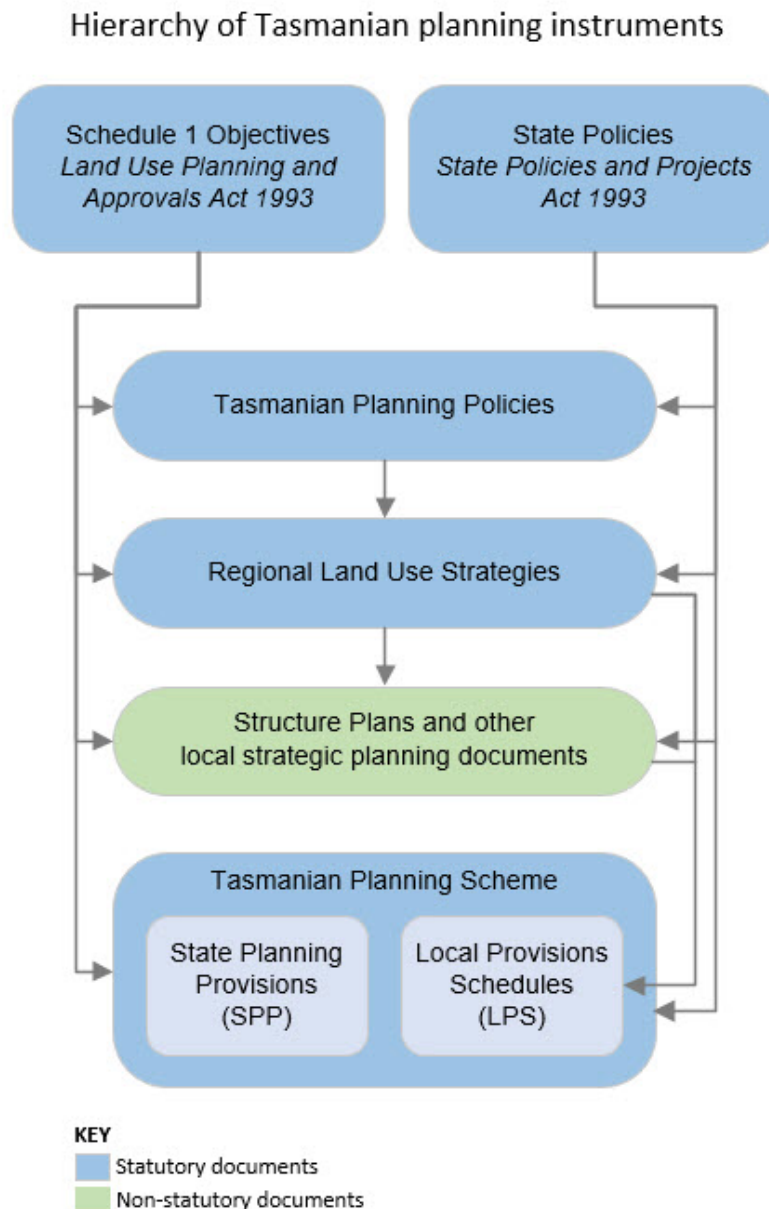 Hierarchy of Tasmanian planning instruments
Schedule 1 Objectives
Land Use Planning and
Approvals Act 1993
State Policies
State Policies and Projects
Act 1993
Tasmanian Planning Policies
Regional Land Use Strategies
Structure Plans and other
local strategic planning documents
Tasmanian Planning Scheme
State Planning
Provisions
(SPP)
Local Provisions
Schedules
(LPS)
KEY
Statutory documents
Non-statutory documents